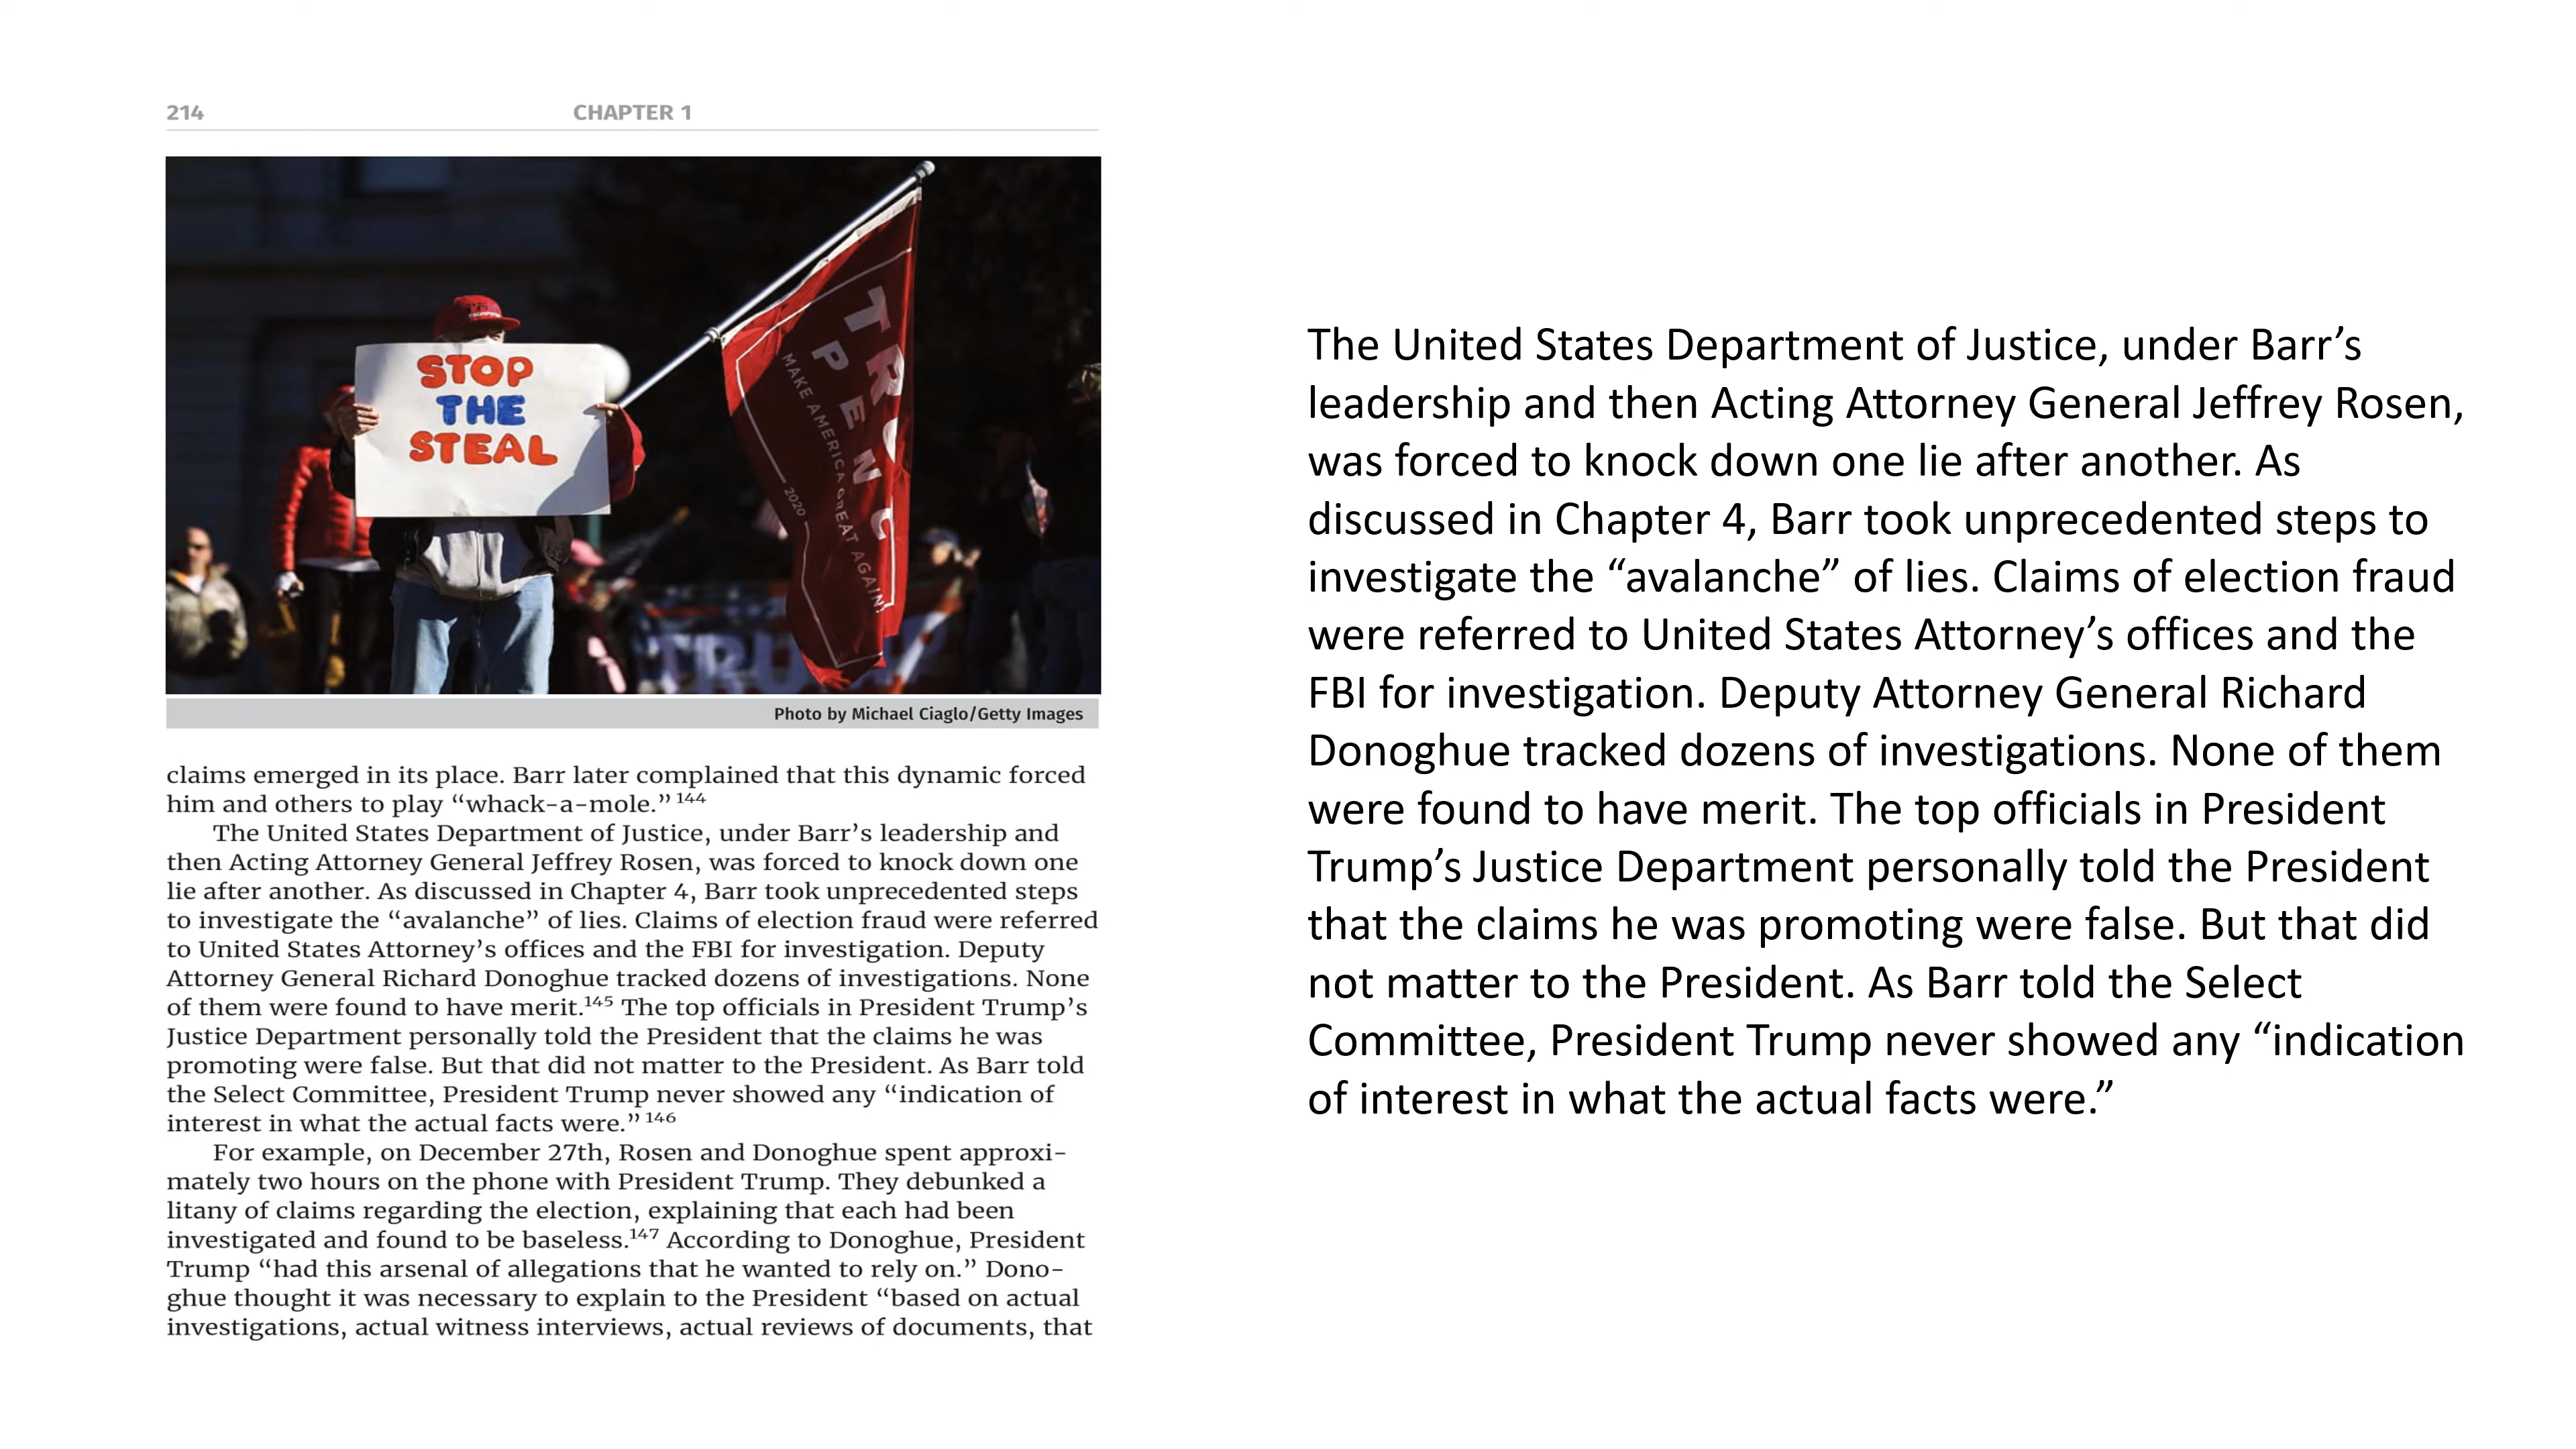 214
CHAPTER 1
STOP
THE
STEAL
TRUMP
PENCE
MAKE AMERICA GREAT AGAIN!
2020
TRU
Photo by Michael Ciaglo/Getty Images
claims emerged in its place. Barr later complained that this dynamic forced
him and others to play “whack-a-mole.” 144
The United States Department of Justice, under Barr’s leadership and
then Acting Attorney General Jeffrey Rosen, was forced to knock down one
lie after another. As discussed in Chapter 4, Barr took unprecedented steps
to investigate the “avalanche” of lies. Claims of election fraud were referred
to United States Attorney’s offices and the FBI for investigation. Deputy
Attorney General Richard Donoghue tracked dozens of investigations. None
of them were found to have merit.145 The top officials in President Trump’s
Justice Department personally told the President that the claims he was
promoting were false. But that did not matter to the President. As Barr told
the Select Committee, President Trump never showed any “indication of
interest in what the actual facts were.” 146
For example, on December 27th, Rosen and Donoghue spent approxi-
mately two hours on the phone with President Trump. They debunked a
litany of claims regarding the election, explaining that each had been
investigated and found to be baseless.147 According to Donoghue, President
Trump “had this arsenal of allegations that he wanted to rely on.” Dono-
ghue thought it was necessary to explain to the President “based on actual
investigations, actual witness interviews, actual reviews of documents, that
The United States Department of Justice, under Barr’s
leadership and then Acting Attorney General Jeffrey Rosen,
was forced to knock down one lie after another. As
discussed in Chapter 4, Barr took unprecedented steps to
investigate the “avalanche” of lies. Claims of election fraud
were referred to United States Attorney’s offices and the
FBI for investigation. Deputy Attorney General Richard
Donoghue tracked dozens of investigations. None of them
were found to have merit. The top officials in President
Trump’s Justice Department personally told the President
that the claims he was promoting were false. But that did
not matter to the President. As Barr told the Select
Committee, President Trump never showed any “indication
of interest in what the actual facts were.”